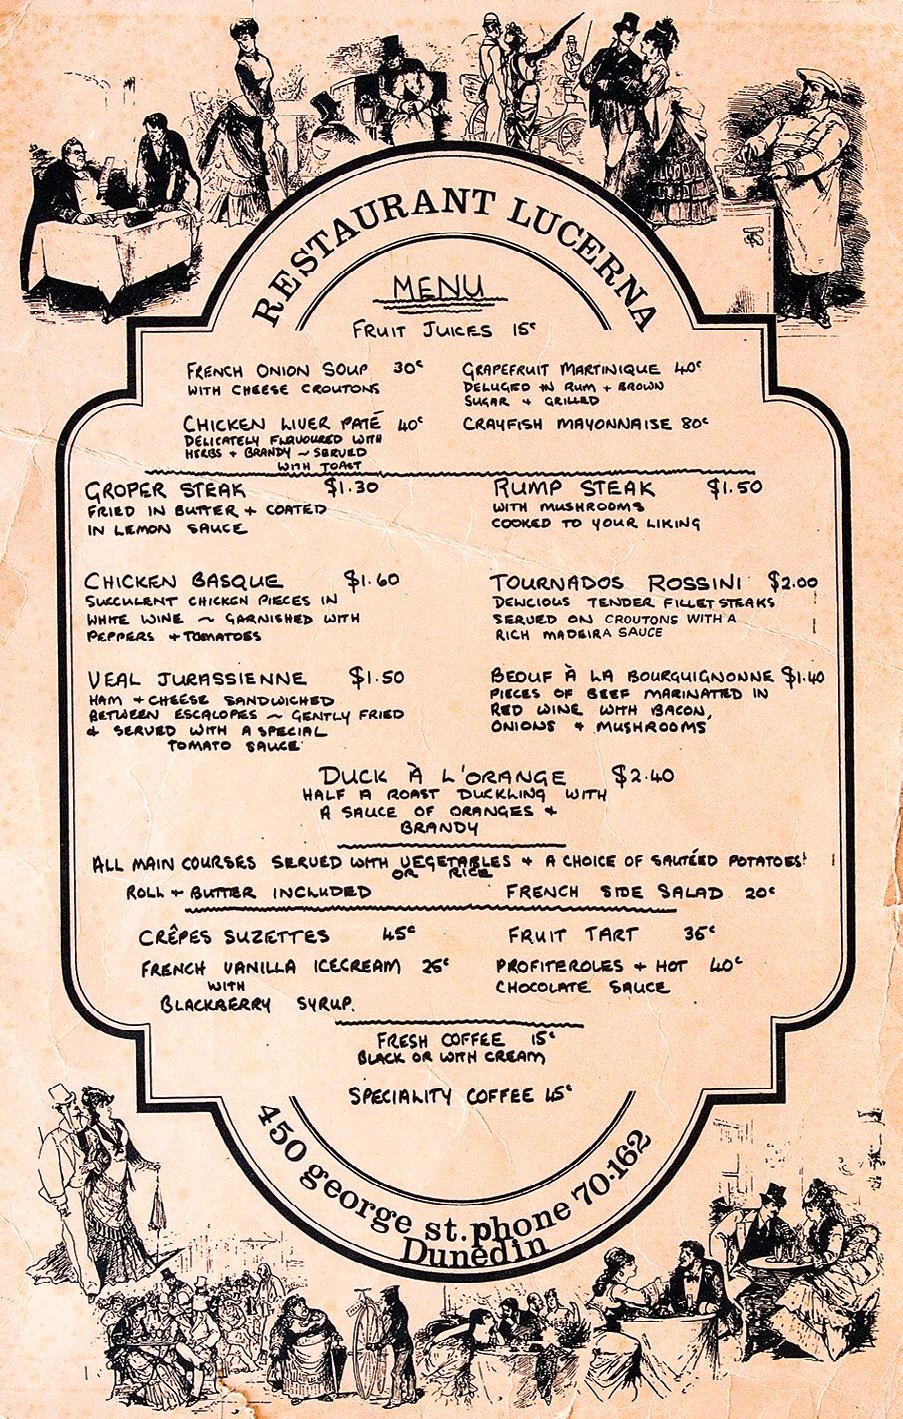 RESTAURANT LUCERNA
MENU
FRUIT JUICES 15c
FRENCH ONION SOUP 30c
WITH CHEESE CROUTONS
GRAPEFRUIT MARTINIQUE 40c
DELUGED IN RUM + BROWN
SUGAR + GRILLED
CHICKEN LIVER PATÉ 40c
DELICATELY FLAVOURED WITH
HERBS + BRANDY ~ SERVED
WITH TOAST
CRAYFISH MAYONNAISE 80c
GROPER STEAK $1.30
FRIED IN BUTTER + COATED
IN LEMON SAUCE
RUMP STEAK $1.50
WITH MUSHROOMS
COOKED TO YOUR LIKING
CHICKEN BASQUE $1.60
SUCCULENT CHICKEN PIECES IN
WHITE WINE ~ GARNISHED WITH
PEPPERS + TOMATOES
TOURNADOS ROSSINI $2.00
DELICIOUS TENDER FILLET STEAKS
SERVED ON CROUTONS WITH A
RICH MADEIRA SAUCE
VEAL JURASSIENNE $1.50
HAM + CHEESE SANDWICHED
BETWEEN ESCALOPES ~ GENTLY FRIED
+ SERVED WITH A SPECIAL
TOMATO SAUCE
BEOUF À LA BOURGUIGNONNE $1.40
PIECES OF BEEF MARINATED IN
RED WINE WITH BACON,
ONIONS + MUSHROOMS
DUCK À L'ORANGE $2.40
HALF A ROAST DUCKLING WITH
A SAUCE OF ORANGES +
BRANDY
ALL MAIN COURSES SERVED WITH VEGETABLES + A CHOICE OF SAUTÉED POTATOES
OR RICE
ROLL + BUTTER INCLUDED
FRENCH SIDE SALAD 20c
CRÊPES SUZETTES 45c
FRUIT TART 35c
FRENCH VANILLA ICECREAM 25c
WITH
BLACKBERRY SYRUP.
PROFITEROLES + HOT 40c
CHOCOLATE SAUCE
FRESH COFFEE 15c
BLACK OR WITH CREAM
SPECIALITY COFFEE 45c
450 george st. phone 70·162
Dunedin